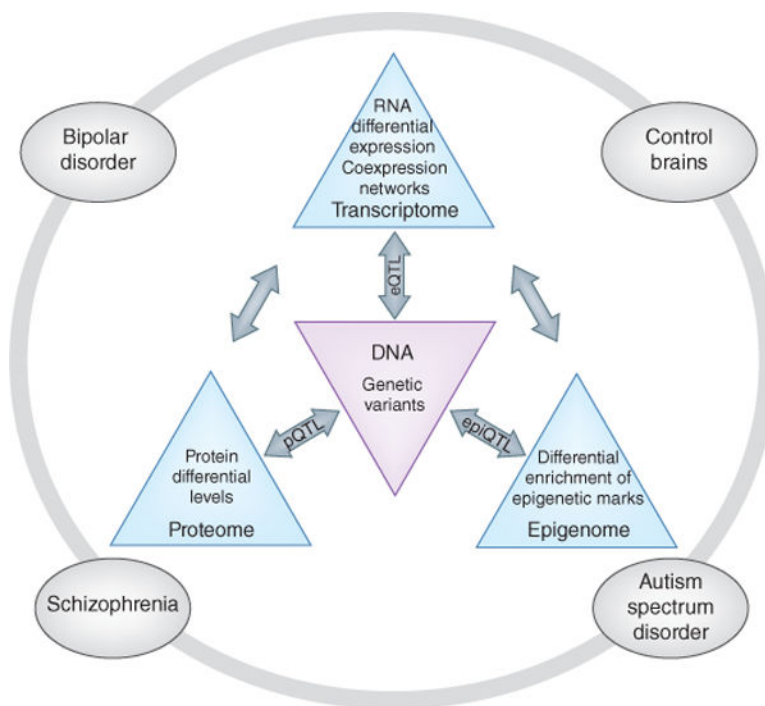 Bipolar
disorder
Control
brains
RNA
differential
expression
Coexpression
networks
Transcriptome
eQTL
DNA
Genetic
variants
pQTL
epiQTL
Protein
differential
levels
Proteome
Differential
enrichment of
epigenetic marks
Epigenome
Schizophrenia
Autism
spectrum
disorder